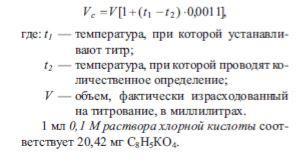 V_c = V[1+(t_1 − t_2) ·0,0011],
где: t_1 — температура, при которой устанавли-
вают титр;
t_2 — температура, при которой проводят ко-
личественное определение;
V — объем, фактически израсходованный
на титрование, в миллилитрах.
1 мл 0,1 М раствора хлорной кислоты соот-
ветствует 20,42 мг C_8H_5KO_4.